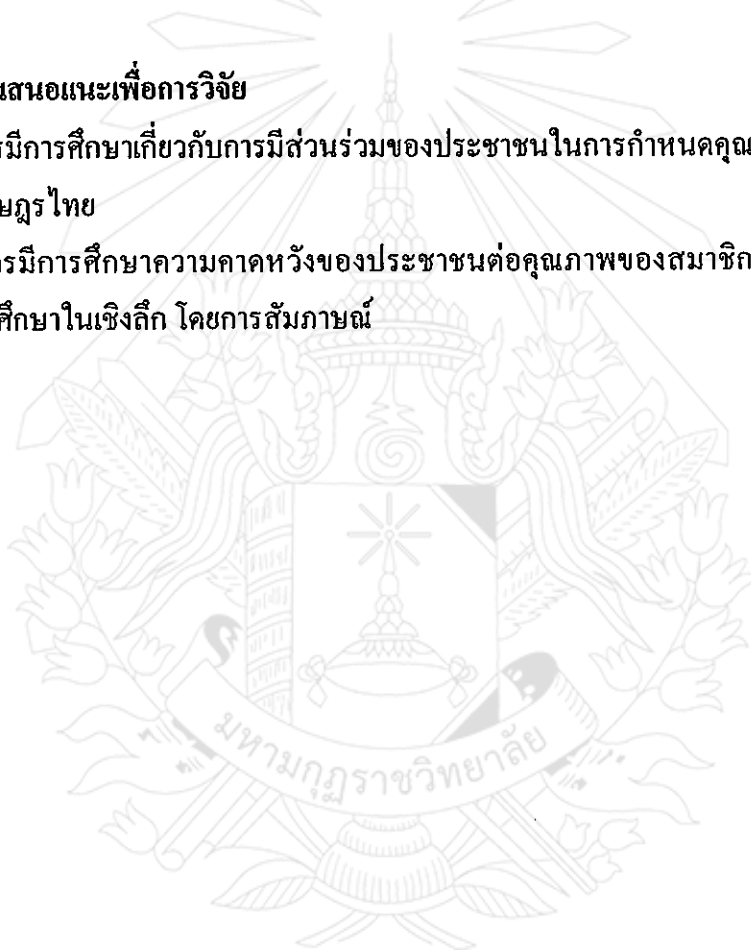 นสนอแนะเพื่อการวิจัย
รมีการศึกษาเกี่ยวกับการมีส่วนร่วมของประชาชนในการกำหนดคุณ
ษฎรไทย
รมีการศึกษาความคาดหวังของประชาชนต่อคุณภาพของสมาชิก
ศึกษาในเชิงลึก โดยการสัมภาษณ์
มหามกุฏราชวิทยาลัย